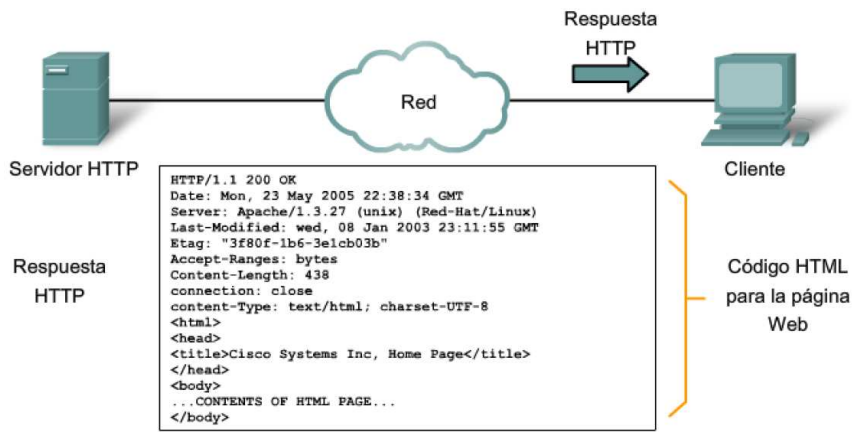 Respuesta
HTTP
Red
Servidor HTTP
Cliente
HTTP/1.1 200 OK
Date: Mon, 23 May 2005 22:38:34 GMT
Server: Apache/1.3.27 (unix) (Red-Hat/Linux)
Last-Modified: wed, 08 Jan 2003 23:11:55 GMT
Etag: "3f80f-1b6-3e1cb03b"
Accept-Ranges: bytes
Content-Length: 438
connection: close
content-Type: text/html; charset-UTF-8
<html>
<head>
<title>Cisco Systems Inc, Home Page</title>
</head>
<body>
...CONTENTS OF HTML PAGE...
</body>
Respuesta
HTTP
Código HTML
para la página
Web